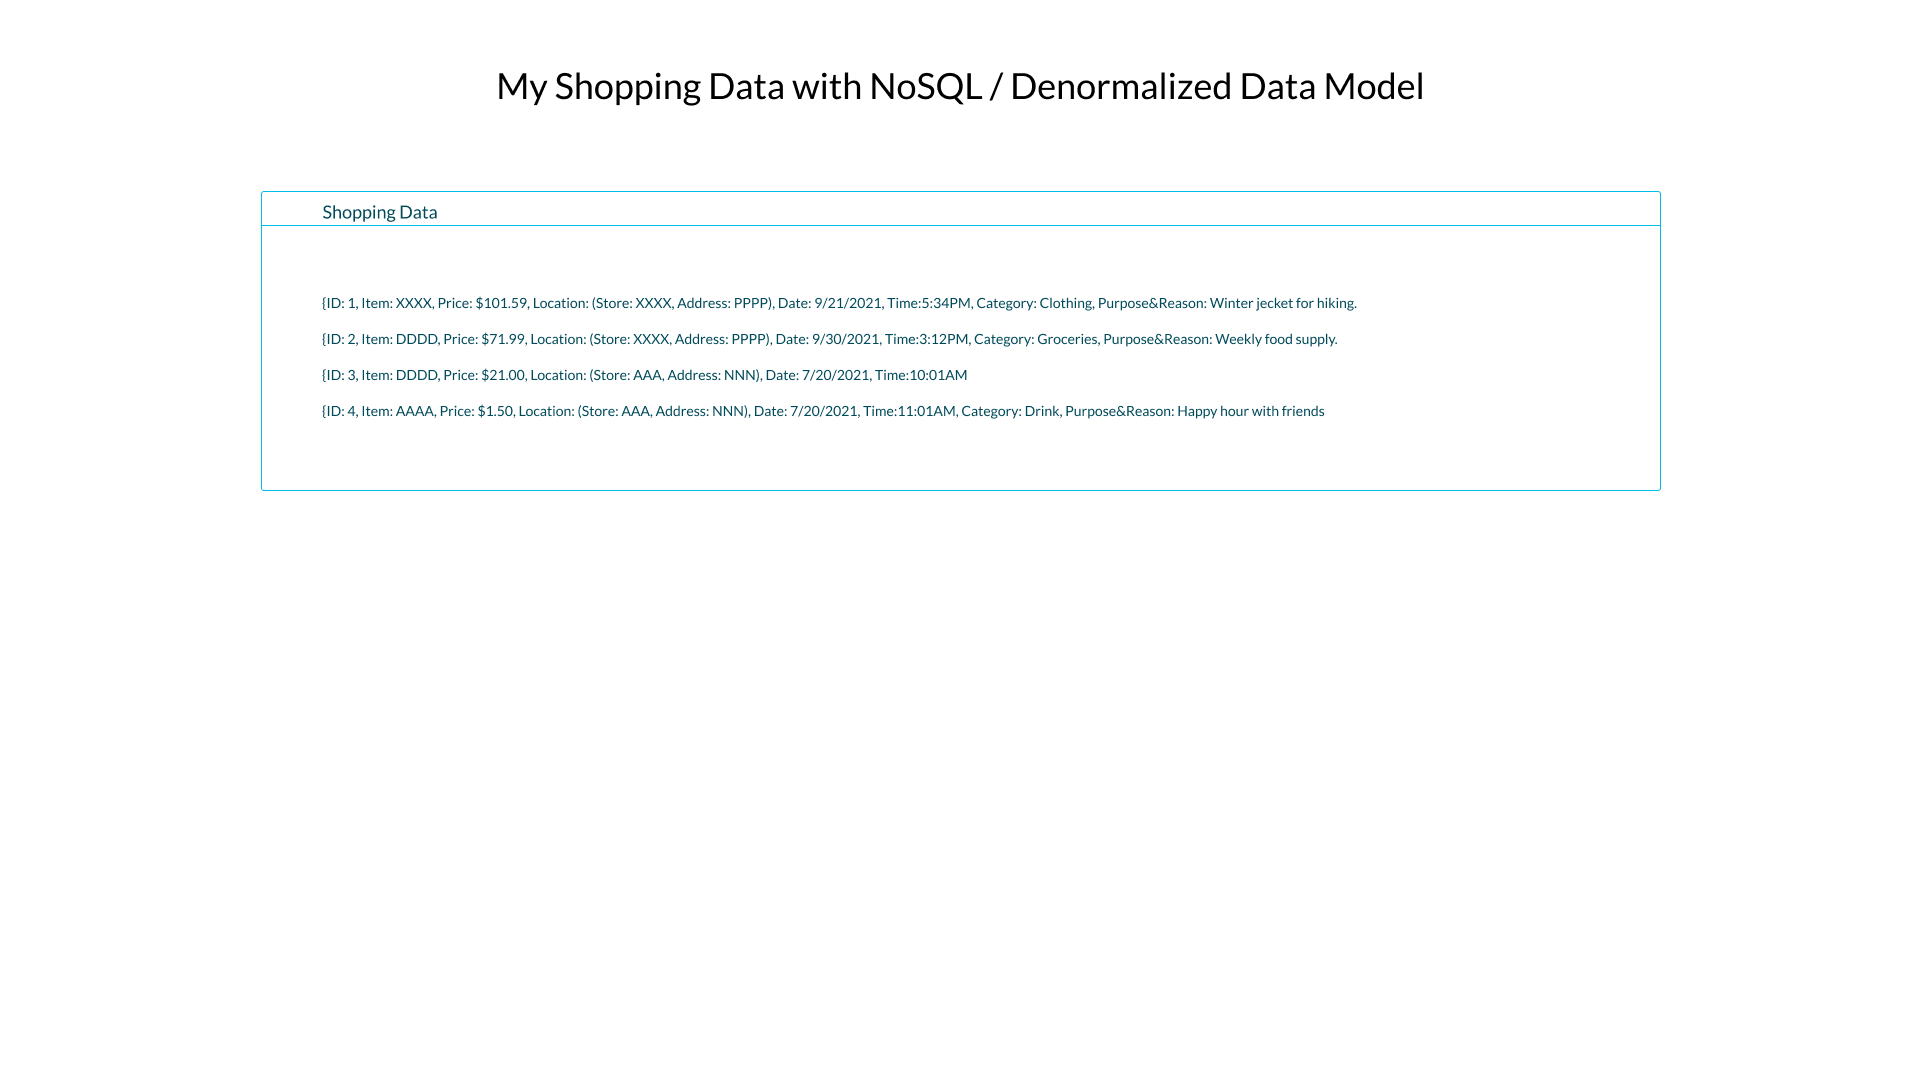 My Shopping Data with NoSQL / Denormalized Data Model
Shopping Data
{ID: 1, Item: XXXX, Price: $101.59, Location: (Store: XXXX, Address: PPPP), Date: 9/21/2021, Time:5:34PM, Category: Clothing, Purpose&Reason: Winter jecket for hiking.
{ID: 2, Item: DDDD, Price: $71.99, Location: (Store: XXXX, Address: PPPP), Date: 9/30/2021, Time:3:12PM, Category: Groceries, Purpose&Reason: Weekly food supply.
{ID: 3, Item: DDDD, Price: $21.00, Location: (Store: AAA, Address: NNN), Date: 7/20/2021, Time:10:01AM
{ID: 4, Item: AAAA, Price: $1.50, Location: (Store: AAA, Address: NNN), Date: 7/20/2021, Time:11:01AM, Category: Drink, Purpose&Reason: Happy hour with friends